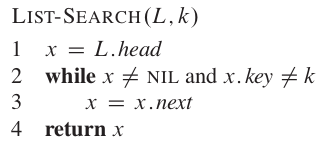 LIST-SEARCH(L, k)
1 x = L.head
2 while x ≠ NIL and x.key ≠ k
3 x = x.next
4 return x